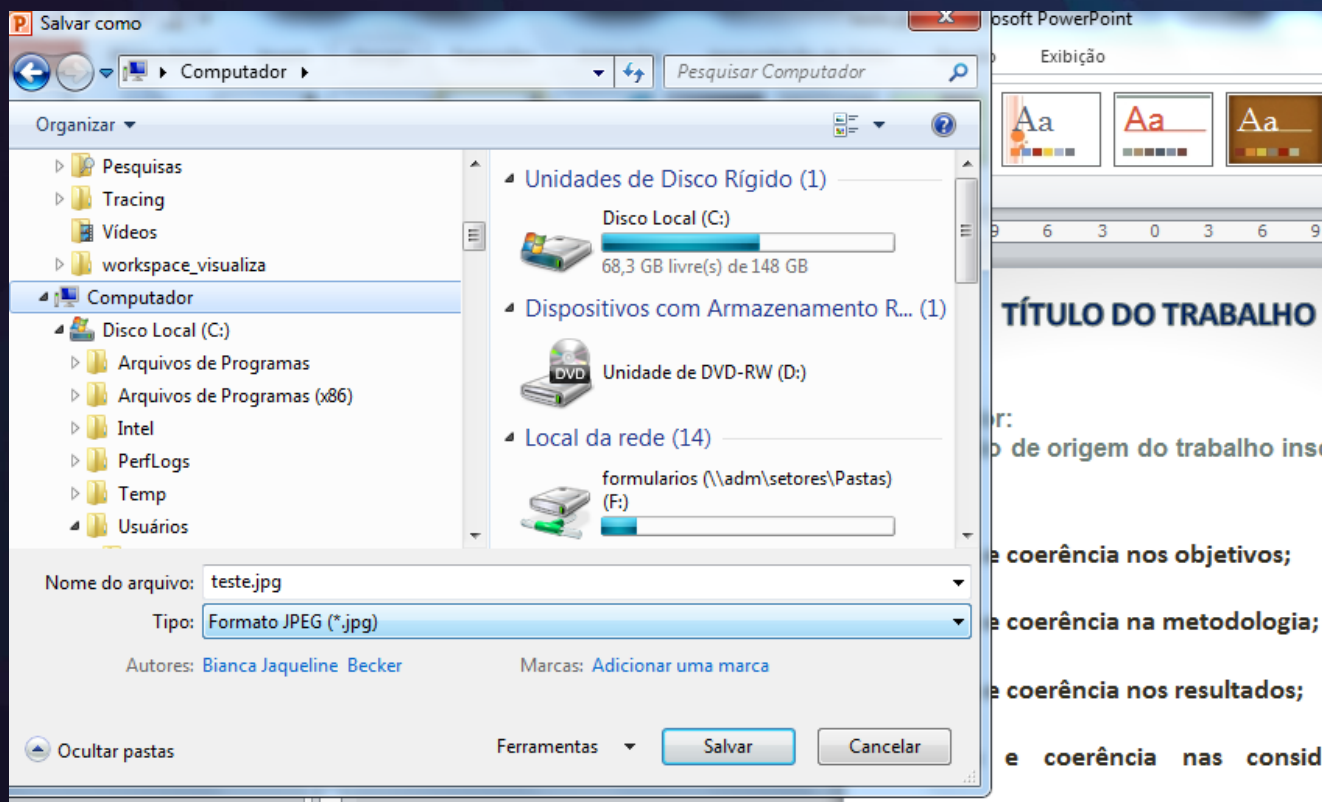 Salvar como
Computador
Pesquisar Computador
Organizar
Pesquisas
Tracing
Vídeos
workspace_visualiza
Computador
Disco Local (C:)
Arquivos de Programas
Arquivos de Programas (x86)
Intel
PerfLogs
Temp
Usuários
Unidades de Disco Rígido (1)
Disco Local (C:)
68,3 GB livre(s) de 148 GB
Dispositivos com Armazenamento R... (1)
DVD
Unidade de DVD-RW (D:)
Local da rede (14)
formularios (\\adm\setores\Pastas)
(F:)
Nome do arquivo: teste.jpg
Tipo: Formato JPEG (*.jpg)
Autores: Bianca Jaqueline Becker Marcas: Adicionar uma marca
Ocultar pastas Ferramentas Salvar Cancelar
osoft PowerPoint
Exibição
Aa Aa Aa
9 6 3 0 3 6 9
TÍTULO DO TRABALHO
r:
de origem do trabalho inse
e coerência nos objetivos;
e coerência na metodologia;
e coerência nos resultados;
e coerência nas consid